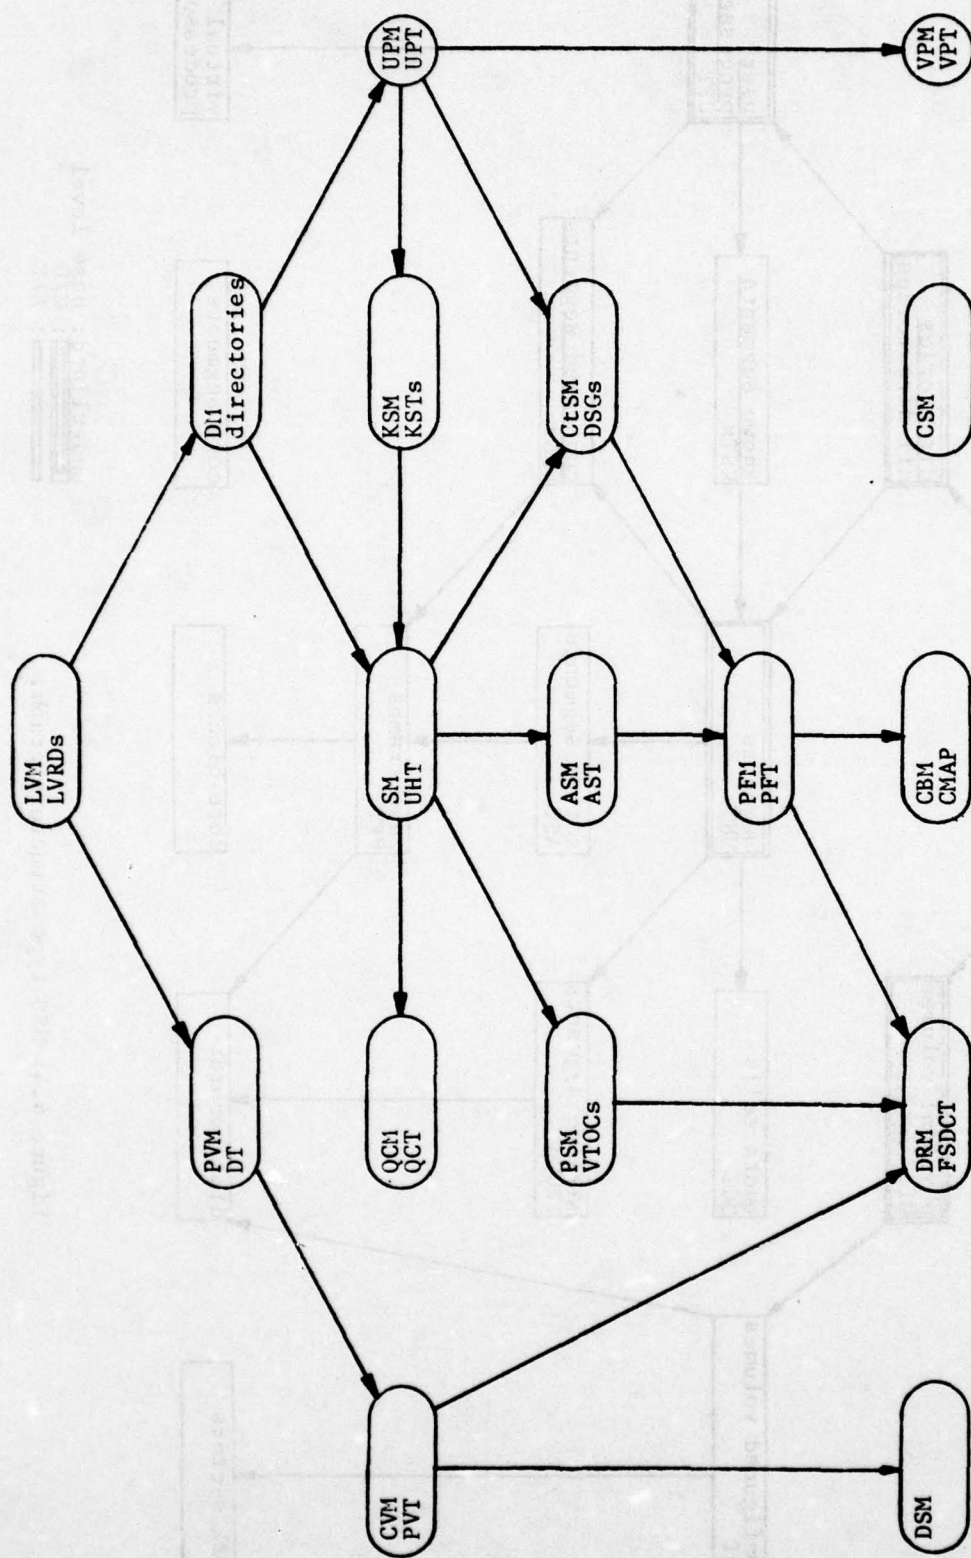 LVM
LVRDs
PVM
DT
DM
directories
CVM
PVT
QCM
QCT
SM
UHT
KSM
KSTs
UPM
UPT
PSM
VTOCs
ASM
AST
CtSM
DSGs
PFM
PFT
DSM
DRM
FSDCT
CBM
CMAP
CSM
VPM
VPT